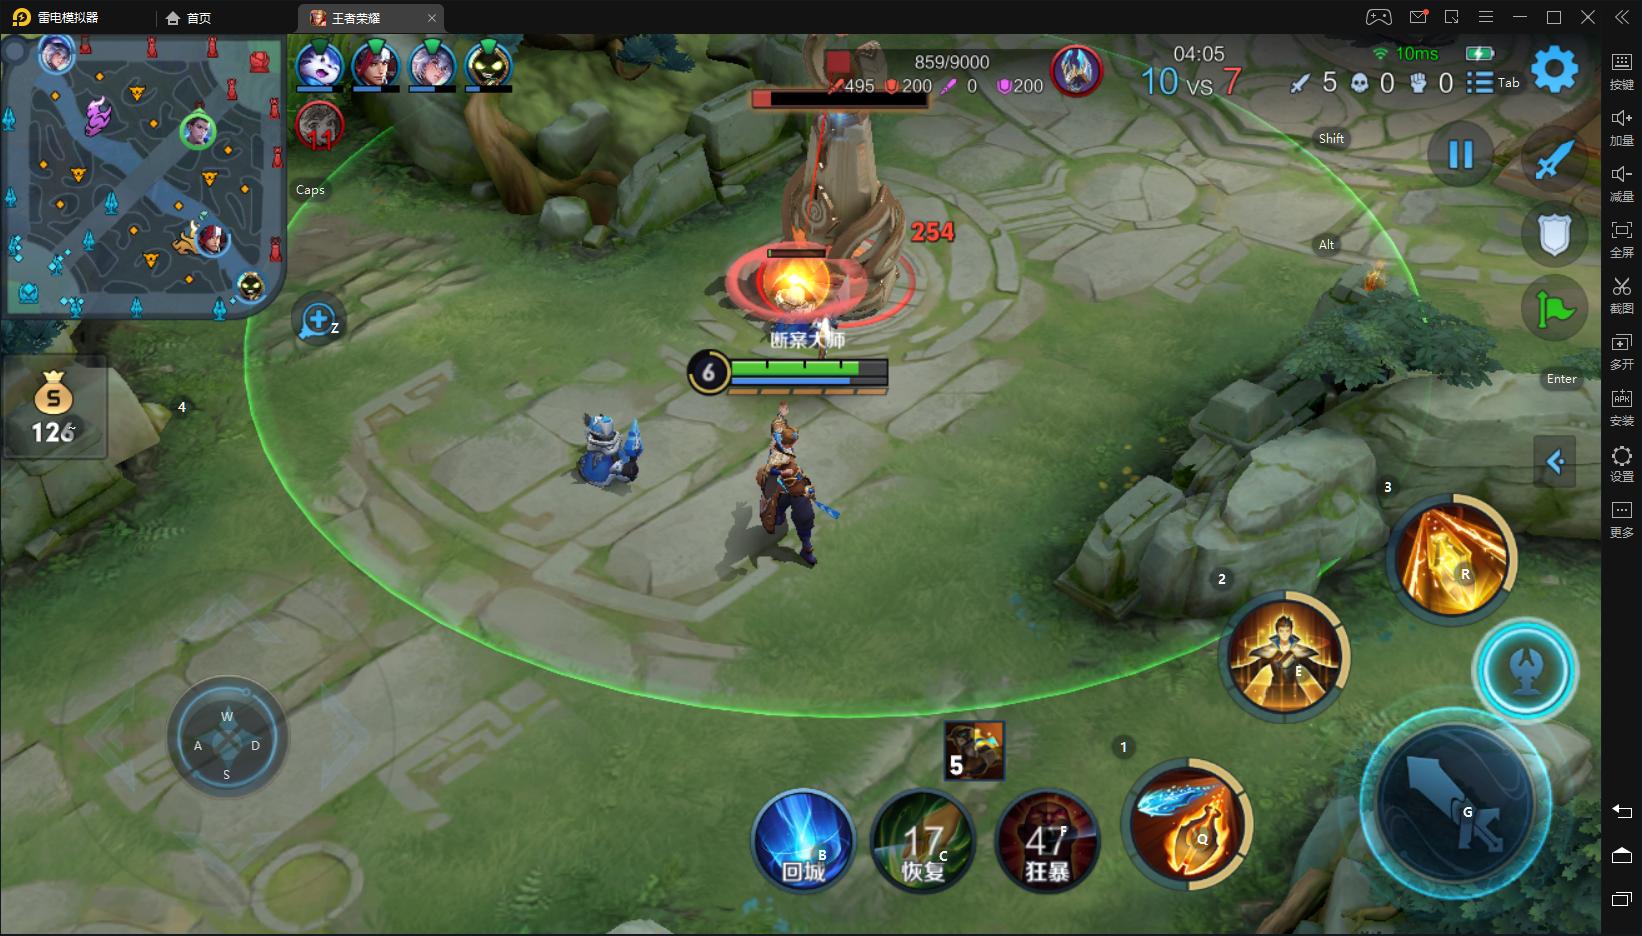 雷电模拟器
首页
王者荣耀
859/9000
495 200 0 200
04:05
10 VS 7
10ms
5 0 0
Tab
按键
加量
减量
全屏
截图
多开
安装
设置
更多
11
Caps
Shift
Alt
Enter
254
Z
断案大师
6
S
126
4
3
R
2
E
W
A
D
S
5
1
Q
G
B
回城
17
C
恢复
47
F
狂暴
APK